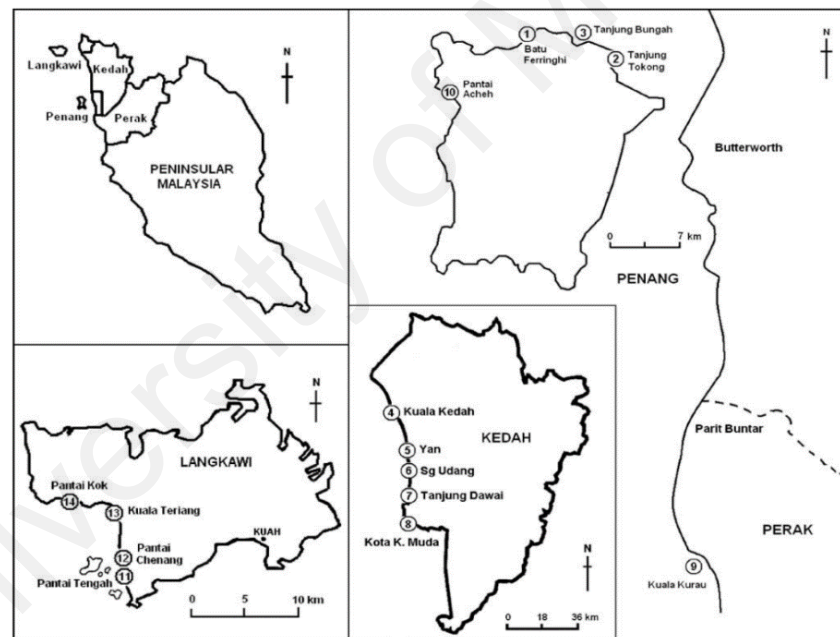 University of M
N
Langkawi
Kedah
Penang
Perak
PENINSULAR
MALAYSIA
1
3
Tanjung Bungah
N
Batu
Ferringhi
2
Tanjung
Tokong
10
Pantai
Acheh
Butterworth
0 7 km
PENANG
N
LANGKAWI
Pantai Kok
14
13
Kuala Teriang
KUAH
12
Pantai
Chenang
Pantai Tengah
11
0 5 10 km
4
Kuala Kedah
KEDAH
5
Yan
6
Sg Udang
7
Tanjung Dawai
8
Kota K. Muda
N
0 18 36 km
Parit Buntar
PERAK
9
Kuala Kurau